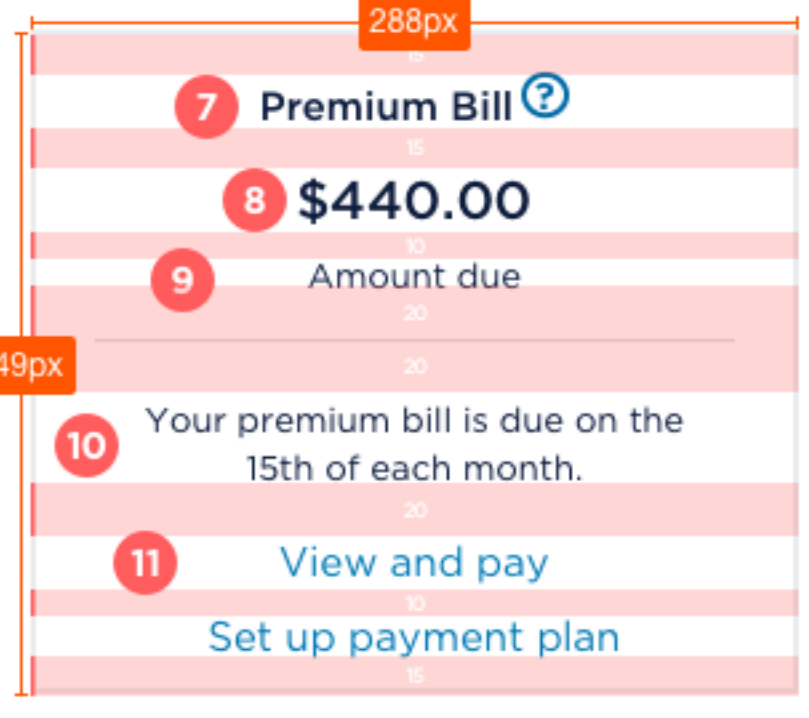 288px
15
7 Premium Bill ?
15
8 $440.00
10
9 Amount due
20
49px
20
10 Your premium bill is due on the
15th of each month.
20
11 View and pay
10
Set up payment plan
15